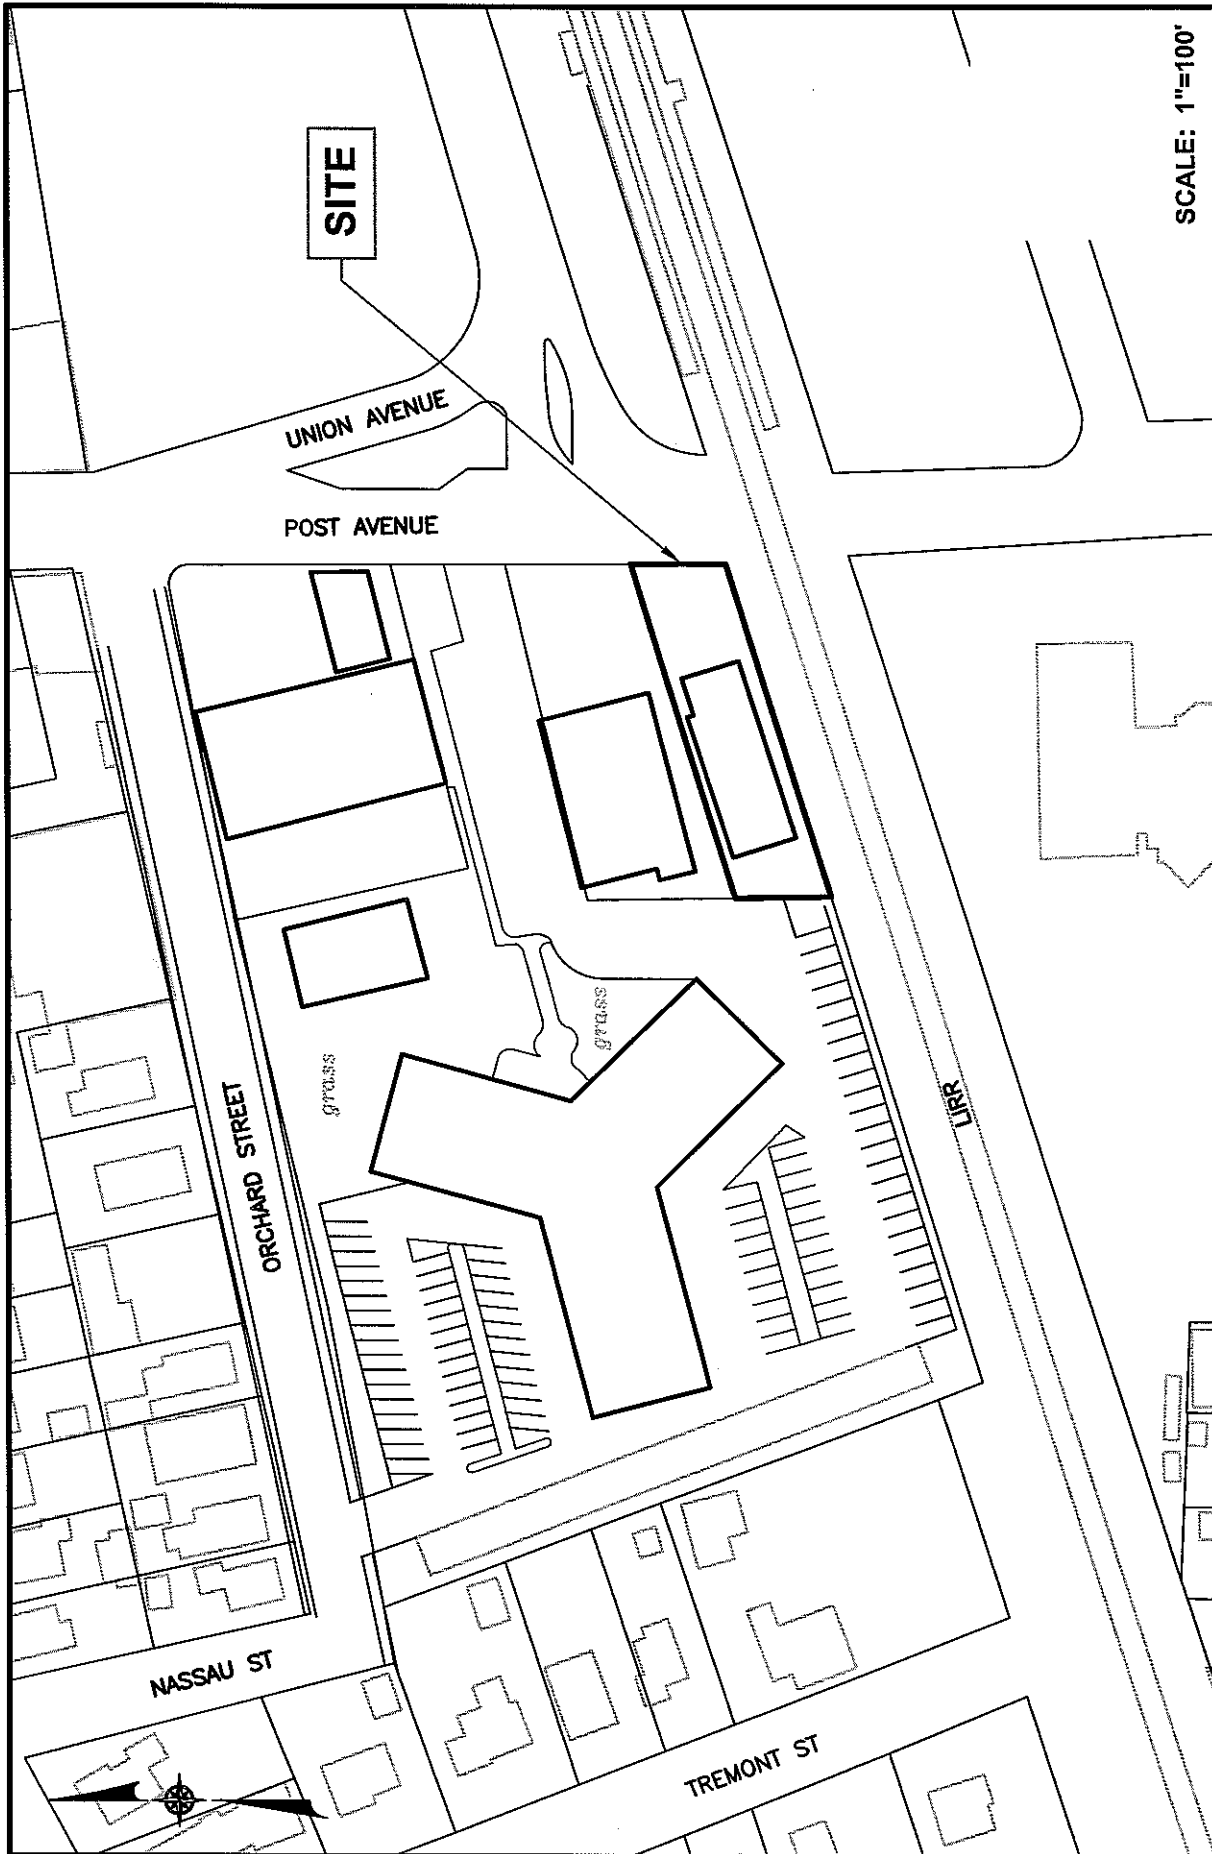 SCALE: 1"=100'
SITE
UNION AVENUE
POST AVENUE
grass
grass
ORCHARD STREET
LIRR
NASSAU ST
TREMONT ST